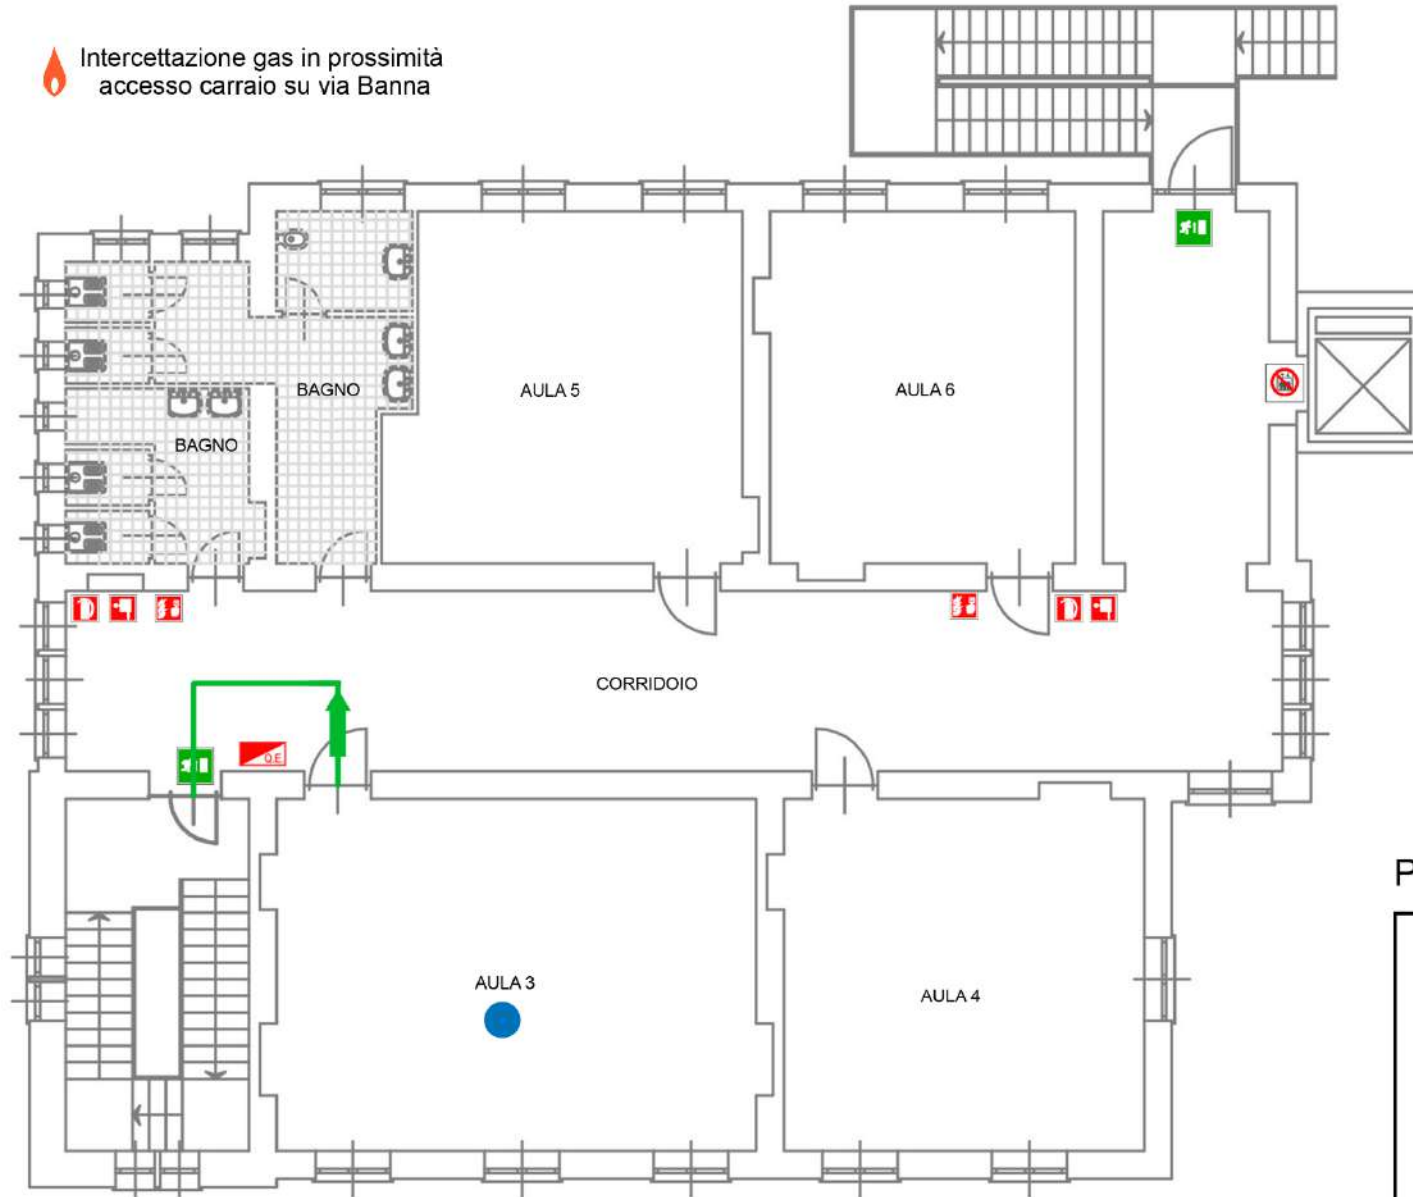 Intercettazione gas in prossimità
accesso carraio su via Banna
BAGNO
AULA 5
AULA 6
BAGNO
CORRIDOIO
Q.E.
P
AULA 3
AULA 4